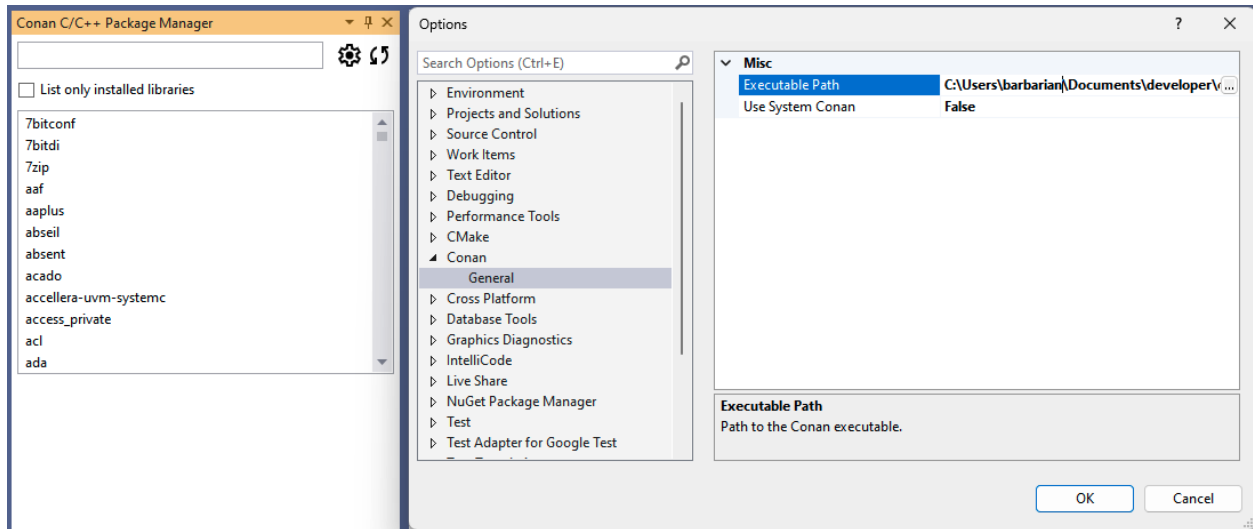 Conan C/C++ Package Manager
List only installed libraries
7bitconf
7bitdi
7zip
aaf
aaplus
abseil
absent
acado
accellera-uvm-systemc
access_private
acl
ada
Options
?
Search Options (Ctrl+E)
Environment
Projects and Solutions
Source Control
Work Items
Text Editor
Debugging
Performance Tools
CMake
Conan
General
Cross Platform
Database Tools
Graphics Diagnostics
IntelliCode
Live Share
NuGet Package Manager
Test
Test Adapter for Google Test
Misc
Executable Path C:\Users\barbarian\Documents\developer\ ...
Use System Conan False
Executable Path
Path to the Conan executable.
OK Cancel